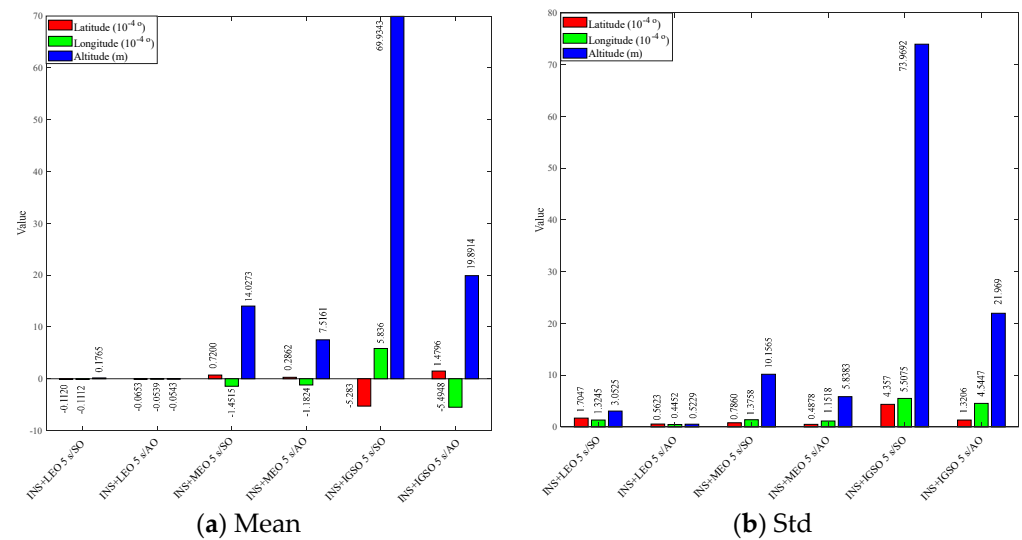 70
60
50
40
30
20
10
0
-10
Value
Latitude (10⁻⁴ °)
Longitude (10⁻⁴ °)
Altitude (m)
-0.1120
-0.1112
0.1765
-0.0653
-0.0539
-0.0543
0.7200
-1.4515
14.0273
0.2862
-1.1824
7.5161
-5.283
5.836
69.9343
1.4796
-5.4948
19.8914
INS+LEO 5 s/SO
INS+LEO 5 s/AO
INS+MEO 5 s/SO
INS+MEO 5 s/AO
INS+IGSO 5 s/SO
INS+IGSO 5 s/AO
(a) Mean
80
70
60
50
40
30
20
10
0
Value
Latitude (10⁻⁴ °)
Longitude (10⁻⁴ °)
Altitude (m)
1.7047
1.3245
3.0525
0.5623
0.4452
0.5229
0.7860
1.3758
10.1565
0.4878
1.1518
5.8383
4.357
5.5075
73.9692
1.3206
4.5447
21.969
INS+LEO 5 s/SO
INS+LEO 5 s/AO
INS+MEO 5 s/SO
INS+MEO 5 s/AO
INS+IGSO 5 s/SO
INS+IGSO 5 s/AO
(b) Std